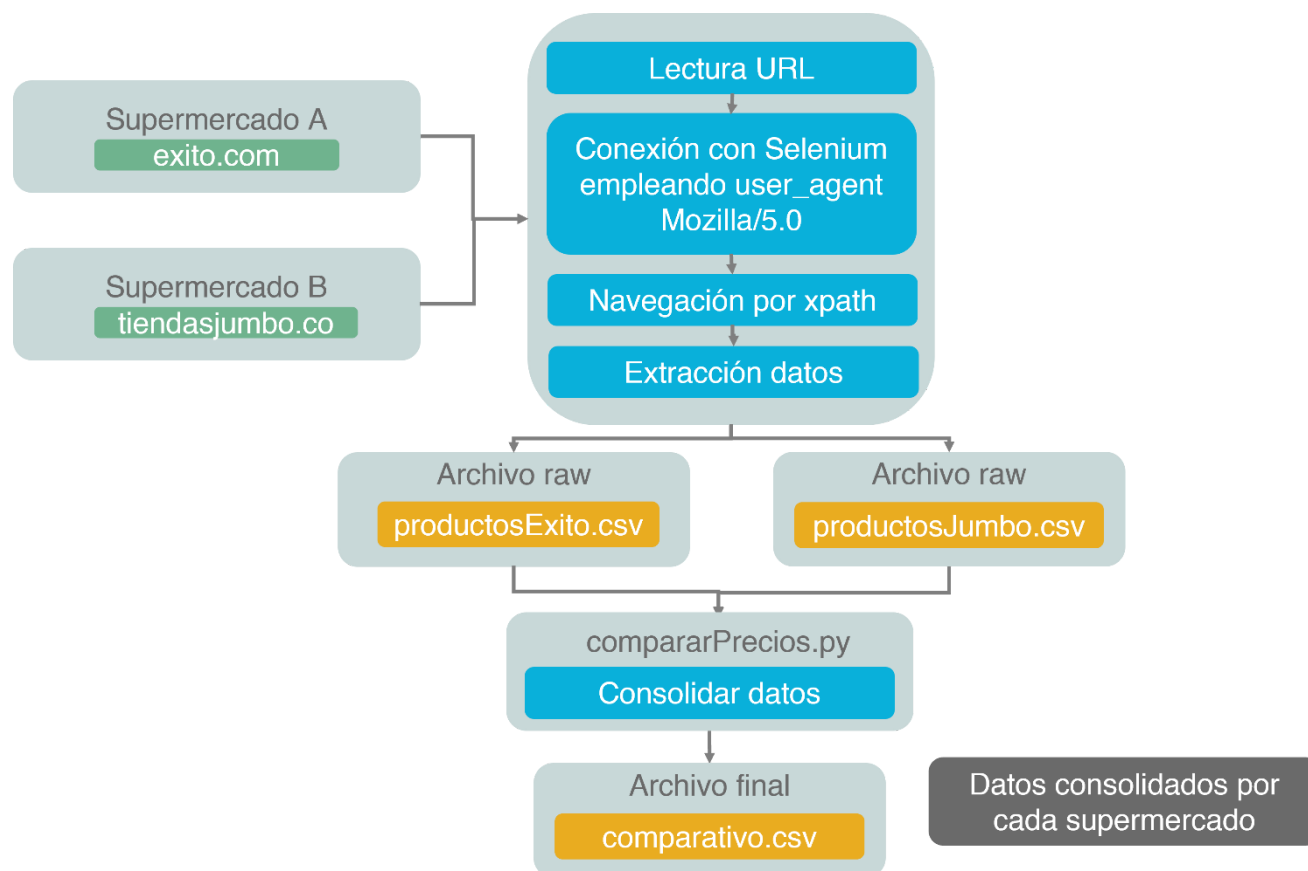 Lectura URL
Supermercado A
exito.com
Conexión con Selenium
empleando user_agent
Mozilla/5.0
Supermercado B
tiendasjumbo.co
Navegación por xpath
Extracción datos
Archivo raw
productosExito.csv
Archivo raw
productosJumbo.csv
compararPrecios.py
Consolidar datos
Archivo final
comparativo.csv
Datos consolidados por
cada supermercado